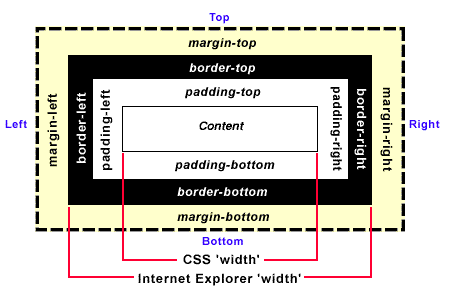 Top
margin-top
border-top
padding-top
Left
margin-left
border-left
padding-left
Content
padding-right
border-right
margin-right
Right
padding-bottom
border-bottom
margin-bottom
Bottom
CSS 'width'
Internet Explorer 'width'